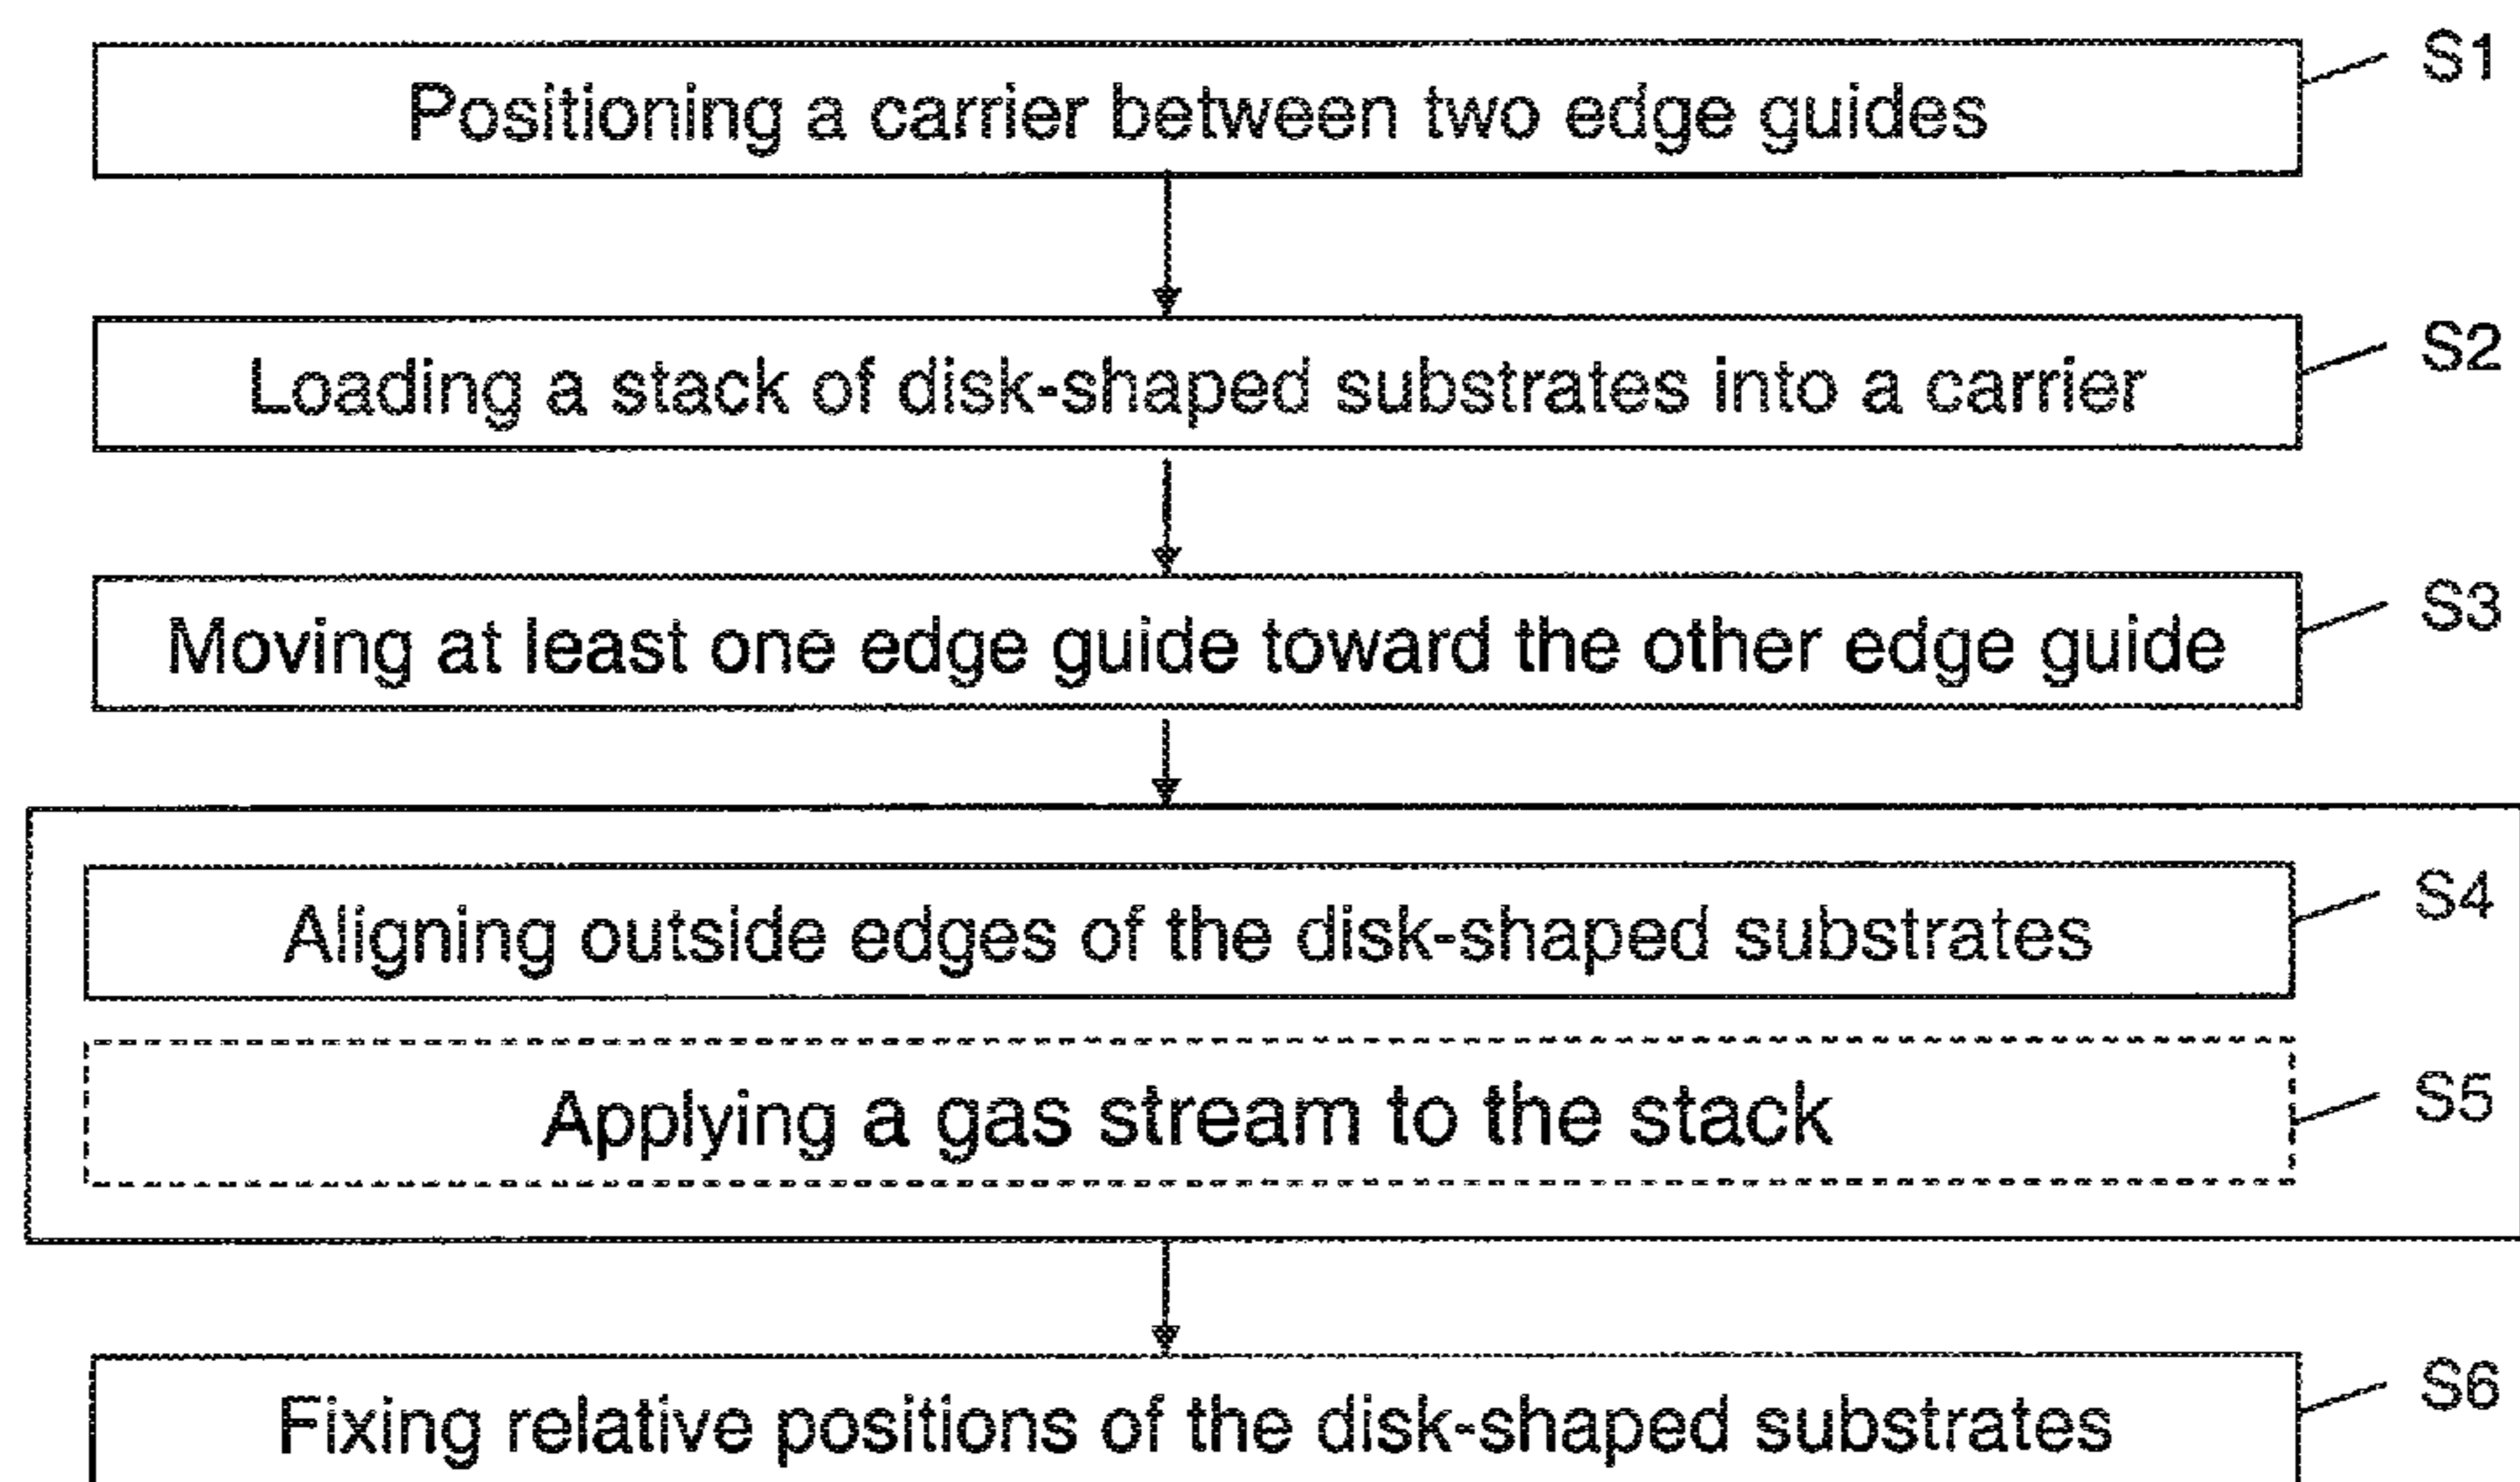 Positioning a carrier between two edge guides S1
Loading a stack of disk-shaped substrates into a carrier S2
Moving at least one edge guide toward the other edge guide S3
Aligning outside edges of the disk-shaped substrates S4
Applying a gas stream to the stack S5
Fixing relative positions of the disk-shaped substrates S6